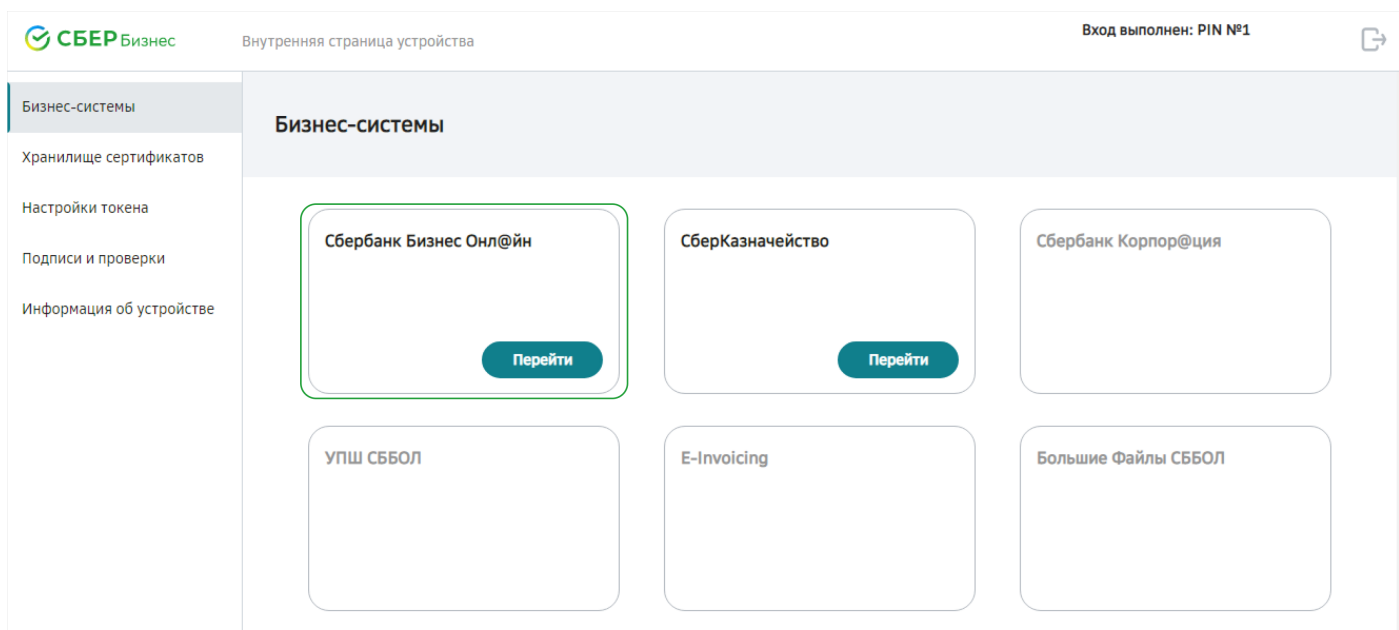 СБЕР Бизнес
Внутренняя страница устройства
Вход выполнен: PIN №1
Бизнес-системы
Хранилище сертификатов
Настройки токена
Подписи и проверки
Информация об устройстве
Бизнес-системы
Сбербанк Бизнес Онл@йн
Перейти
СберКазначейство
Перейти
Сбербанк Корпор@ция
УПШ СББОЛ
E-Invoicing
Большие Файлы СББОЛ